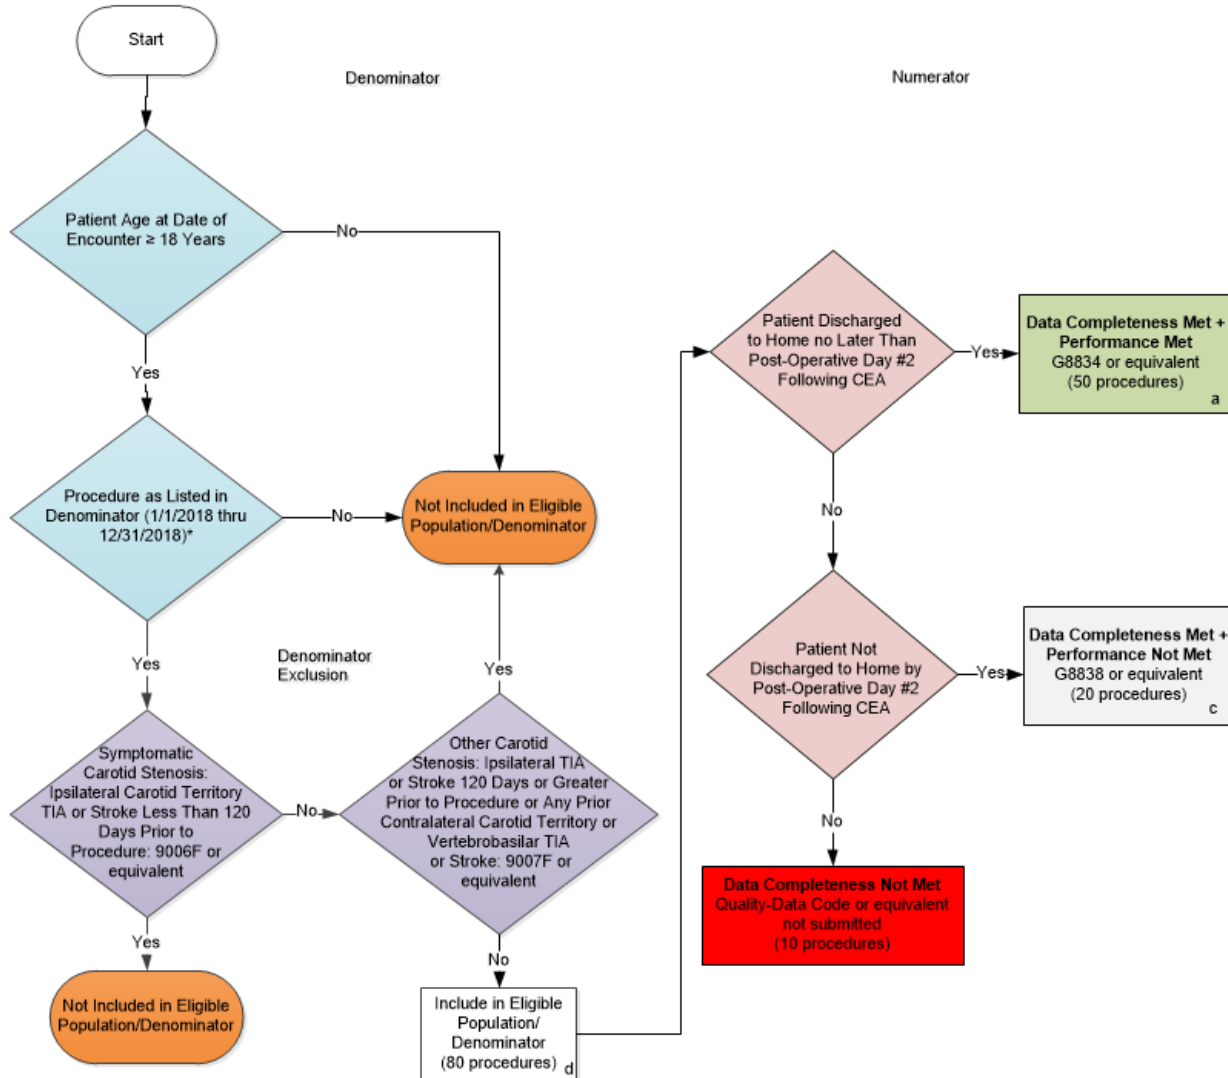 Start
Denominator
Numerator
Patient Age at Date of
Encounter ≥ 18 Years
No
Yes
Procedure as Listed in
Denominator (1/1/2018 thru
12/31/2018)*
No
Not Included in Eligible
Population/Denominator
Yes
Denominator
Exclusion
Yes
Symptomatic
Carotid Stenosis:
Ipsilateral Carotid Territory
TIA or Stroke Less Than 120
Days Prior to
Procedure: 9006F or
equivalent
No
Other Carotid
Stenosis: Ipsilateral TIA
or Stroke 120 Days or Greater
Prior to Procedure or Any Prior
Contralateral Carotid Territory or
Vertebrobasilar TIA
or Stroke: 9007F or
equivalent
Yes
Not Included in Eligible
Population/Denominator
No
Include in Eligible
Population/
Denominator
(80 procedures)
d
Patient Discharged
to Home no Later Than
Post-Operative Day #2
Following CEA
Yes
Data Completeness Met +
Performance Met
G8834 or equivalent
(50 procedures)
a
No
Patient Not
Discharged to Home by
Post-Operative Day #2
Following CEA
Yes
Data Completeness Met +
Performance Not Met
G8838 or equivalent
(20 procedures)
c
No
Data Completeness Not Met
Quality-Data Code or equivalent
not submitted
(10 procedures)